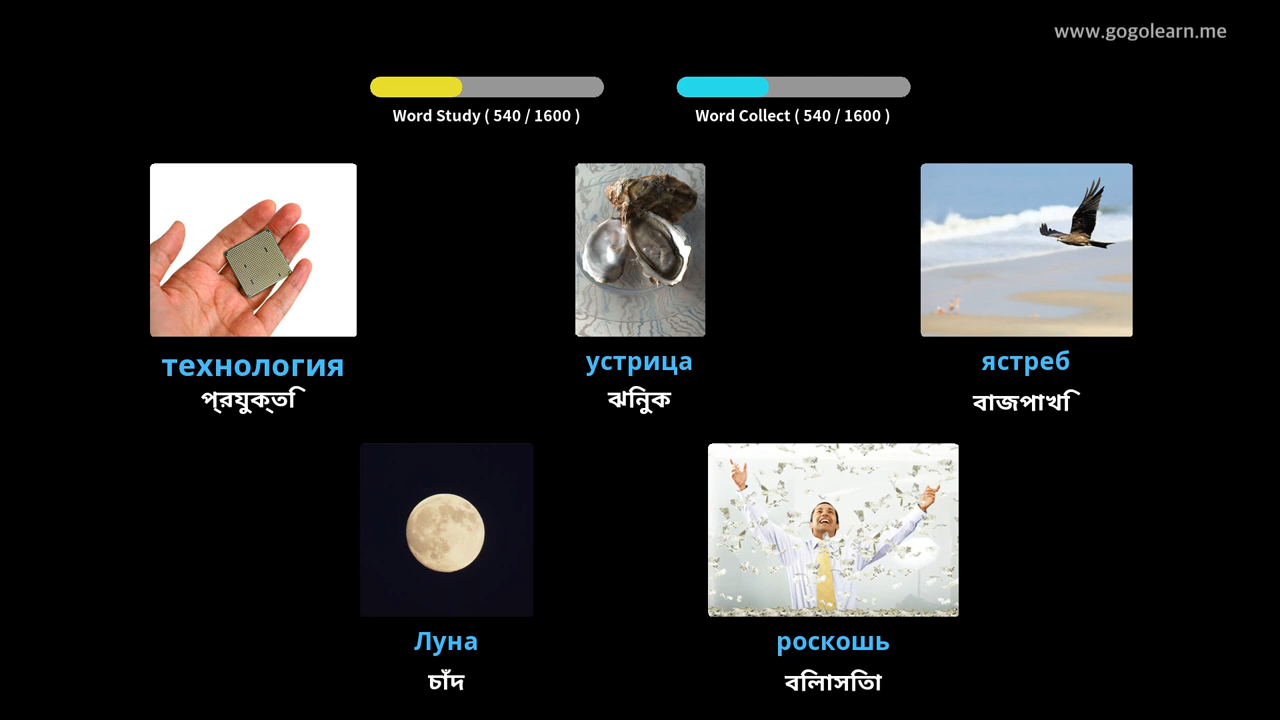 www.gogolearn.me
Word Study ( 540 / 1600 )
Word Collect ( 540 / 1600 )
технология
প্রযুক্তি
устрица
ঝিনুক
ястреб
বাজপাখি
Луна
চাঁদ
роскошь
বিলাসিতা